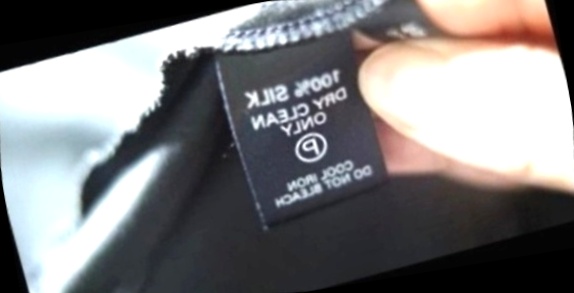 100% SILK
DRY CLEAN
ONLY
P
COOL IRON
DO NOT BLEACH